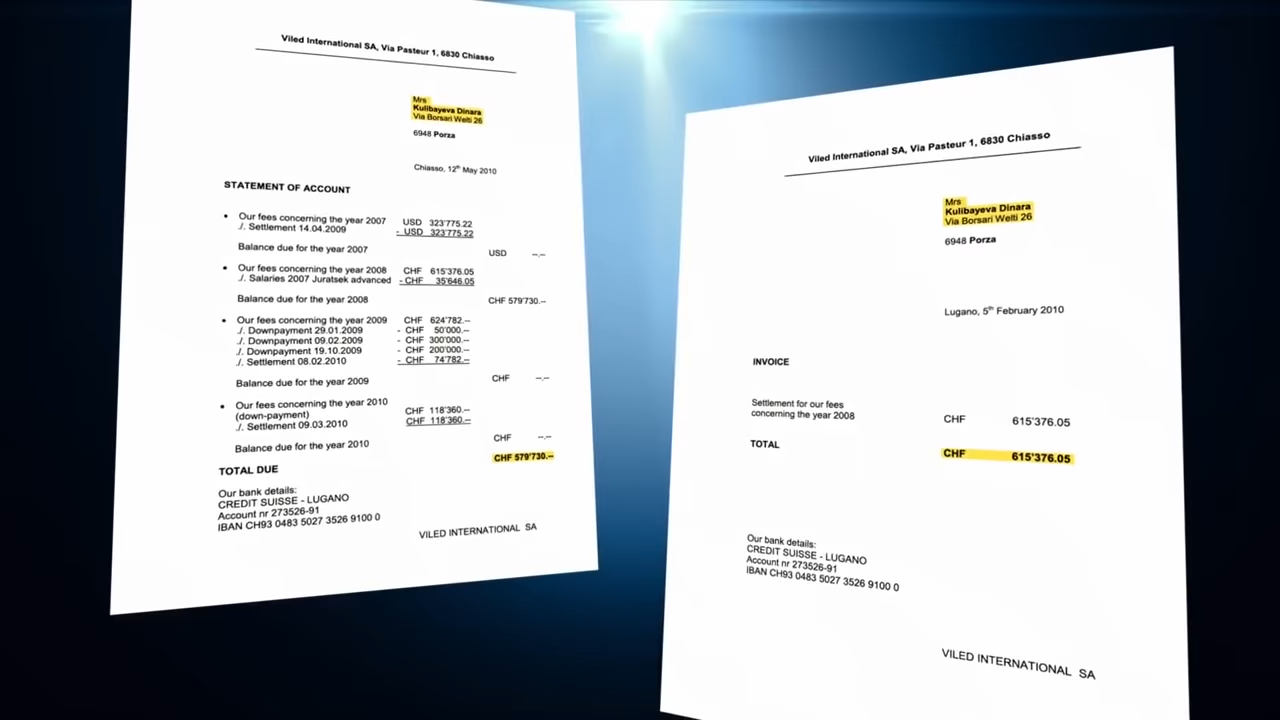 Viled International SA, Via Pasteur 1, 6830 Chiasso
Mrs
Kulibayeva Dinara
Via Borsari Welti 26
6948 Porza
Chiasso, 12th May 2010
STATEMENT OF ACCOUNT
• Our fees concerning the year 2007 USD 323'775.22
./. Settlement 14.04.2009 - USD 323'775.22
Balance due for the year 2007 USD --.--
• Our fees concerning the year 2008 CHF 615'376.05
./. Salaries 2007 Juratsek advanced - CHF 35'646.05
Balance due for the year 2008 CHF 579'730.--
• Our fees concerning the year 2009 CHF 624'782.--
./. Downpayment 29.01.2009 - CHF 50'000.--
./. Downpayment 09.02.2009 - CHF 300'000.--
./. Downpayment 19.10.2009 - CHF 200'000.--
./. Settlement 08.02.2010 - CHF 74'782.--
Balance due for the year 2009 CHF --.--
• Our fees concerning the year 2010
(down-payment) CHF 118'360.--
./. Settlement 09.03.2010 CHF 118'360.--
Balance due for the year 2010 CHF --.--
TOTAL DUE CHF 579'730.--
Our bank details:
CREDIT SUISSE - LUGANO
Account nr 273526-91
IBAN CH93 0483 5027 3526 9100 0
VILED INTERNATIONAL SA
Viled International SA, Via Pasteur 1, 6830 Chiasso
Mrs
Kulibayeva Dinara
Via Borsari Welti 26
6948 Porza
Lugano, 5th February 2010
INVOICE
Settlement for our fees
concerning the year 2008 CHF 615'376.05
TOTAL CHF 615'376.05
Our bank details:
CREDIT SUISSE - LUGANO
Account nr 273526-91
IBAN CH93 0483 5027 3526 9100 0
VILED INTERNATIONAL SA